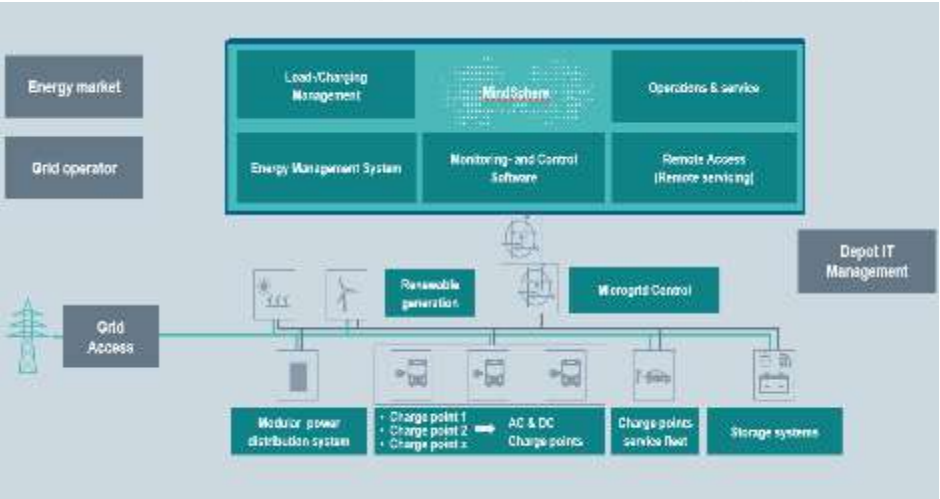 Energy market
Load-/Charging
Management
MindSphere
Operations & service
Grid operator
Energy Management System
Monitoring- and Control
Software
Remote Access
(Remote servicing)
Depot IT
Management
Renewable
generation
Microgrid Control
Grid
Access
Modular power
distribution system
• Charge point 1
• Charge point 2
• Charge point x
AC & DC
Charge points
Charge points
service fleet
Storage systems